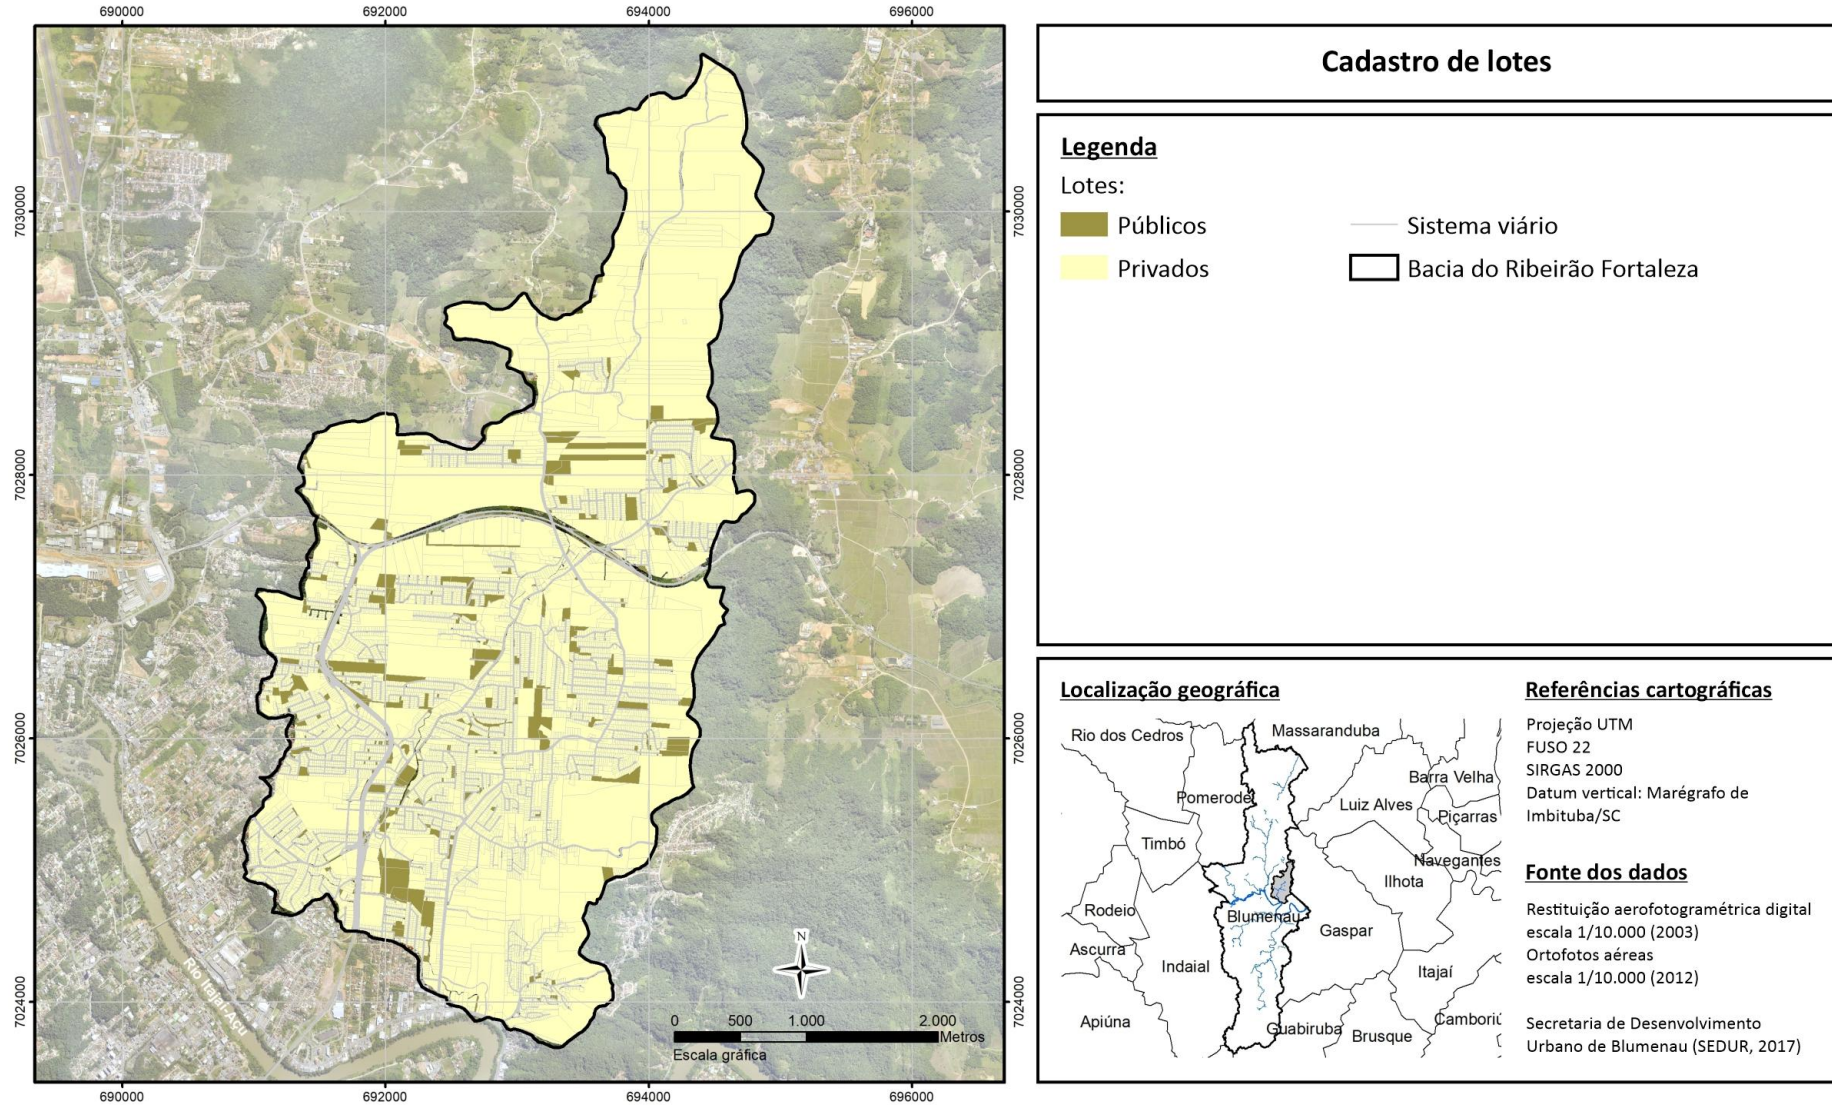 690000
692000
694000
696000
7030000
7028000
7026000
7024000
7030000
7028000
7026000
7024000
Rio Itajaí-Açu
N
0 500 1.000 2.000
Metros
Escala gráfica
690000
692000
694000
696000
Cadastro de lotes
Legenda
Lotes:
Públicos
Sistema viário
Privados
Bacia do Ribeirão Fortaleza
Localização geográfica
Rio dos Cedros
Massaranduba
Barra Velha
Pomerode
Luiz Alves
Piçarras
Timbó
Navegantes
Ilhota
Rodeio
Blumenau
Gaspar
Ascurra
Indaial
Itajaí
Apiúna
Guabiruba
Brusque
Camboriú
Referências cartográficas
Projeção UTM
FUSO 22
SIRGAS 2000
Datum vertical: Marégrafo de
Imbituba/SC
Fonte dos dados
Restituição aerofotogramétrica digital
escala 1/10.000 (2003)
Ortofotos aéreas
escala 1/10.000 (2012)
Secretaria de Desenvolvimento
Urbano de Blumenau (SEDUR, 2017)